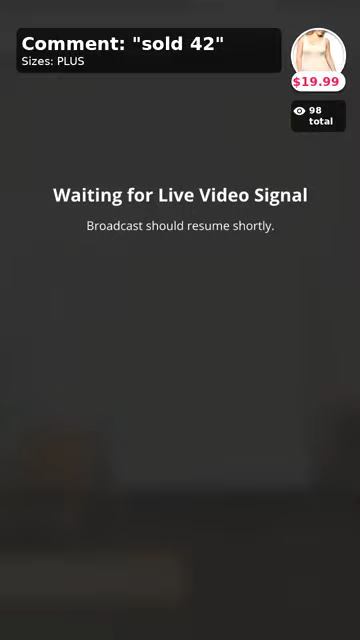 Comment: "sold 42"
Sizes: PLUS
$19.99
98
total
Waiting for Live Video Signal
Broadcast should resume shortly.